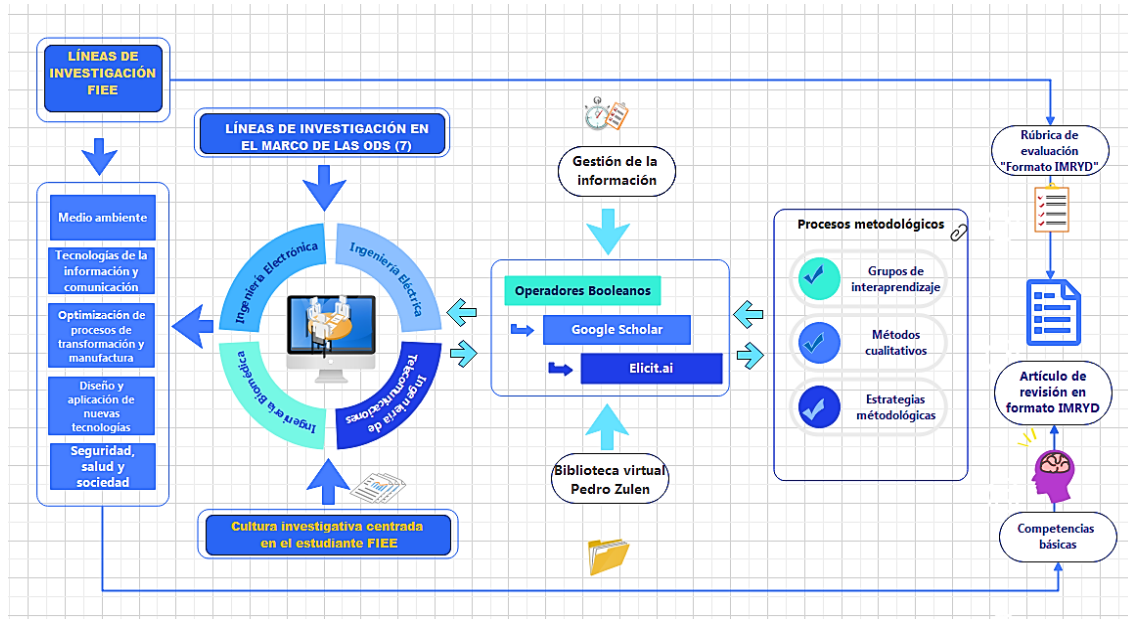 LÍNEAS DE
INVESTIGACIÓN
FIEE
LÍNEAS DE INVESTIGACIÓN EN
EL MARCO DE LAS ODS (7)
Medio ambiente
Tecnologías de la
información y
comunicación
Optimización de
procesos de
transformación y
manufactura
Diseño y
aplicación de
nuevas
tecnologías
Seguridad,
salud y
sociedad
Ingeniería Electrónica
Ingeniería Eléctrica
Ingeniería Biomédica
Ingeniería de
Telecomunicaciones
Cultura investigativa centrada
en el estudiante FIEE
Gestión de la
información
Operadores Booleanos
Google Scholar
Elicit.ai
Biblioteca virtual
Pedro Zulen
Procesos metodológicos
Grupos de
interaprendizaje
Métodos
cualitativos
Estrategias
métodológicas
Rúbrica de
evaluación
"Formato IMRYD"
Artículo de
revisión en
formato IMRYD
Competencias
básicas